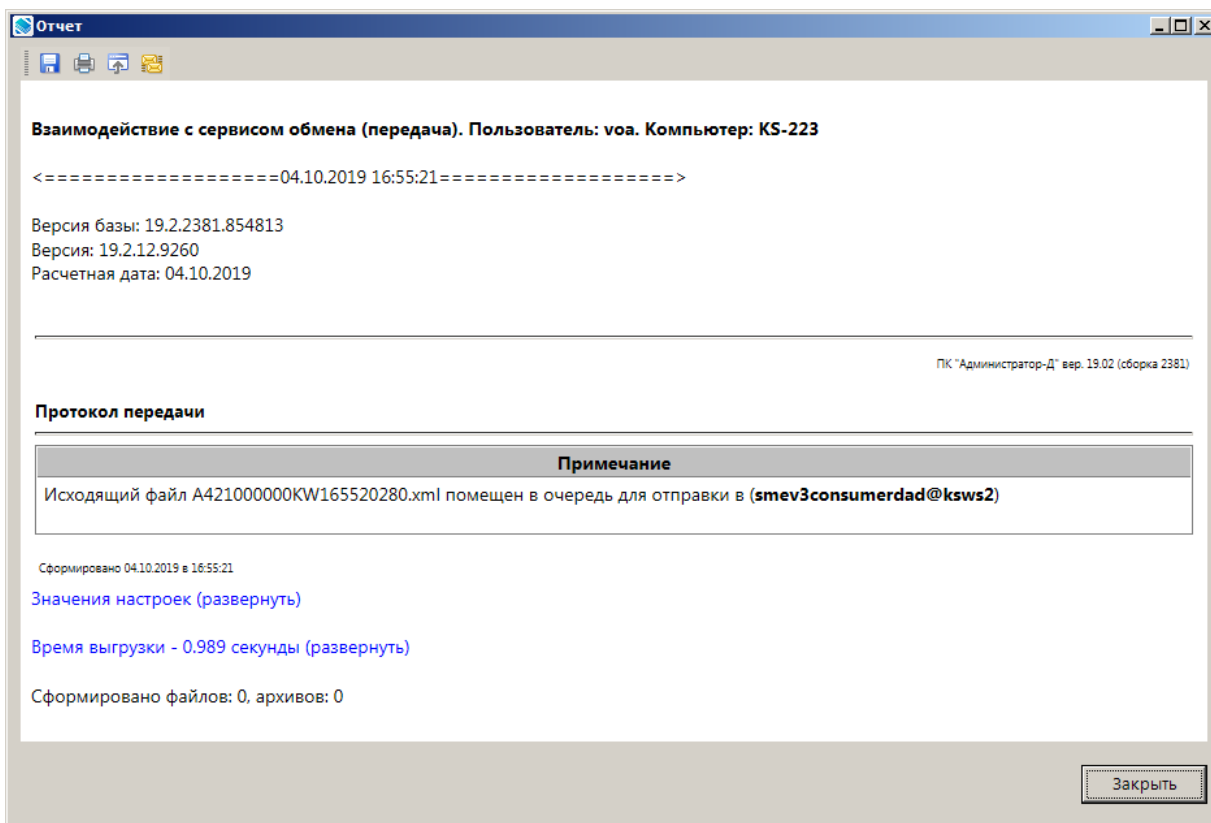 Отчет
Взаимодействие с сервисом обмена (передача). Пользователь: voa. Компьютер: KS-223
<===================04.10.2019 16:55:21===================>
Версия базы: 19.2.2381.854813
Версия: 19.2.12.9260
Расчетная дата: 04.10.2019
ПК "Администратор-Д" вер. 19.02 (сборка 2381)
Протокол передачи
Примечание
Исходящий файл A421000000KW165520280.xml помещен в очередь для отправки в (smev3consumerdad@ksws2)
Сформировано 04.10.2019 в 16:55:21
Значения настроек (развернуть)
Время выгрузки - 0.989 секунды (развернуть)
Сформировано файлов: 0, архивов: 0
Закрыть